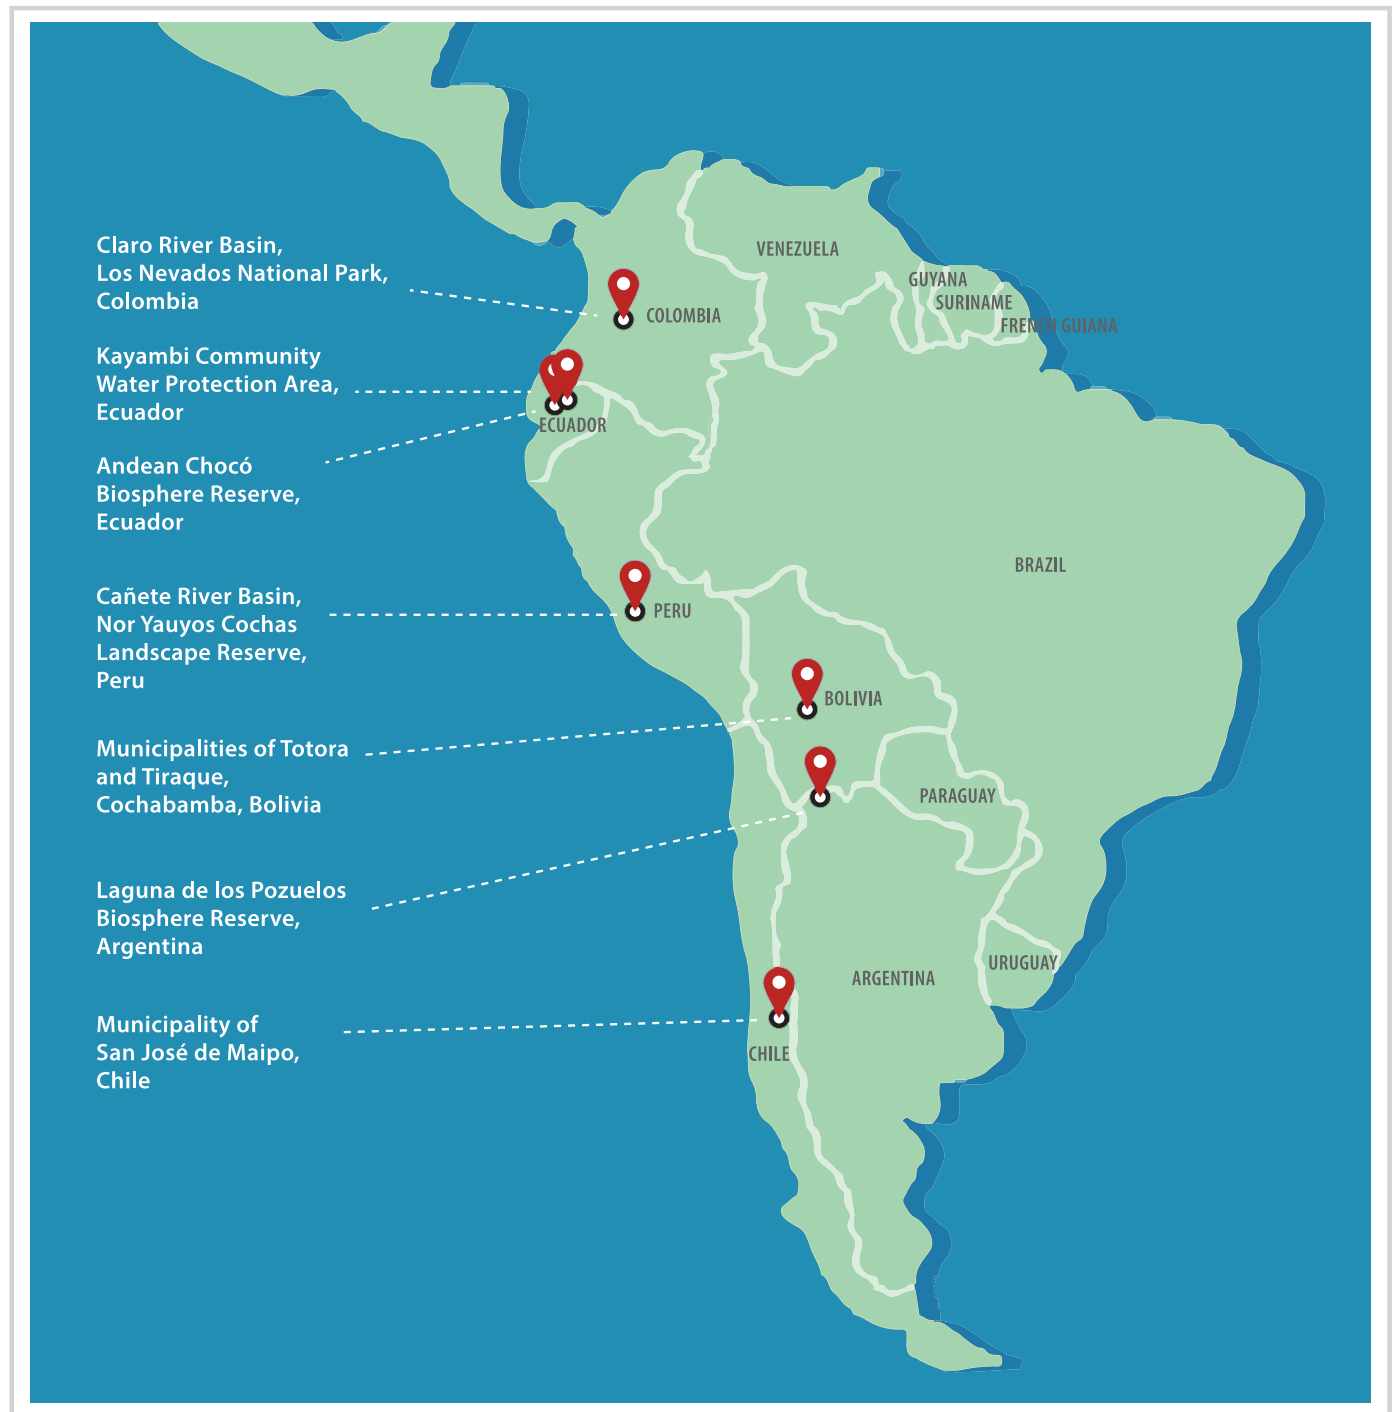 Claro River Basin,
Los Nevados National Park,
Colombia
Kayambi Community
Water Protection Area,
Ecuador
Andean Chocó
Biosphere Reserve,
Ecuador
Cañete River Basin,
Nor Yauyos Cochas
Landscape Reserve,
Peru
Municipalities of Totora
and Tiraque,
Cochabamba, Bolivia
Laguna de los Pozuelos
Biosphere Reserve,
Argentina
Municipality of
San José de Maipo,
Chile
VENEZUELA
GUYANA
SURINAME
FRENCH GUIANA
COLOMBIA
ECUADOR
BRAZIL
PERU
BOLIVIA
PARAGUAY
URUGUAY
ARGENTINA
CHILE